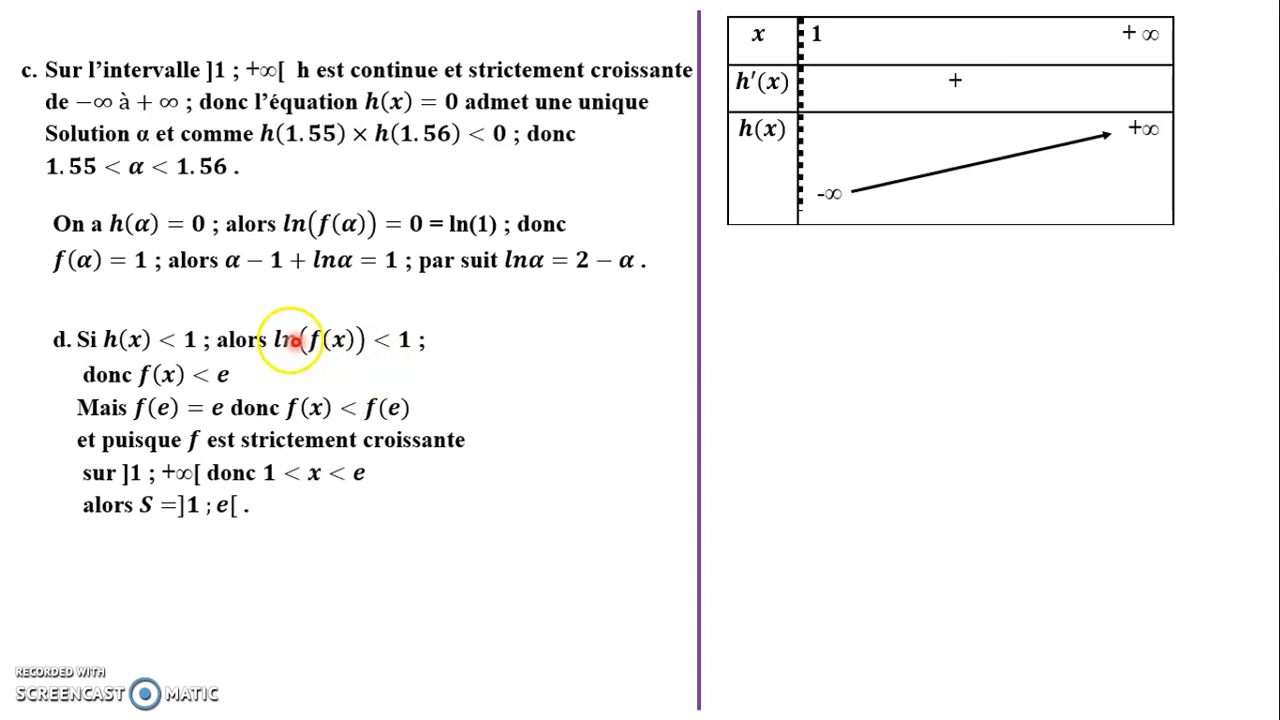 c. Sur l'intervalle ]1 ; +∞[ h est continue et strictement croissante
de −∞ à + ∞ ; donc l'équation h(x) = 0 admet une unique
Solution α et comme h(1.55) × h(1.56) < 0 ; donc
1.55 < α < 1.56 .
On a h(α) = 0 ; alors ln(f(α)) = 0 = ln(1) ; donc
f(α) = 1 ; alors α − 1 + lnα = 1 ; par suit lnα = 2 − α .
d. Si h(x) < 1 ; alors ln(f(x)) < 1 ;
donc f(x) < e
Mais f(e) = e donc f(x) < f(e)
et puisque f est strictement croissante
sur ]1 ; +∞[ donc 1 < x < e
alors S =]1 ; e[ .
x 1 + ∞
h′(x) +
h(x) +∞
-∞
RECORDED WITH
SCREENCAST MATIC